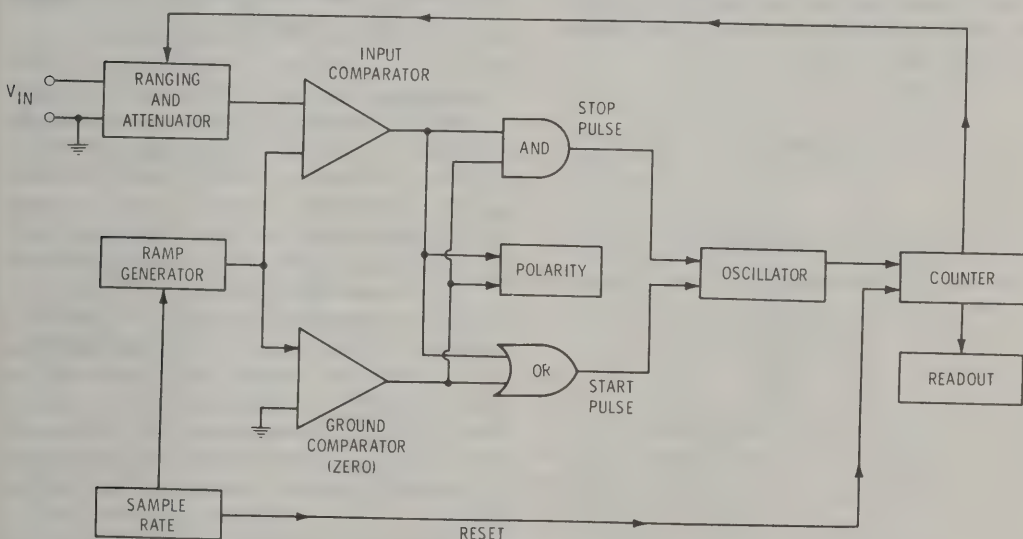 INPUT
COMPARATOR
V IN
RANGING
AND
ATTENUATOR
STOP
PULSE
AND
RAMP
GENERATOR
POLARITY
OSCILLATOR
COUNTER
OR
START
PULSE
READOUT
GROUND
COMPARATOR
(ZERO)
SAMPLE
RATE
RESET